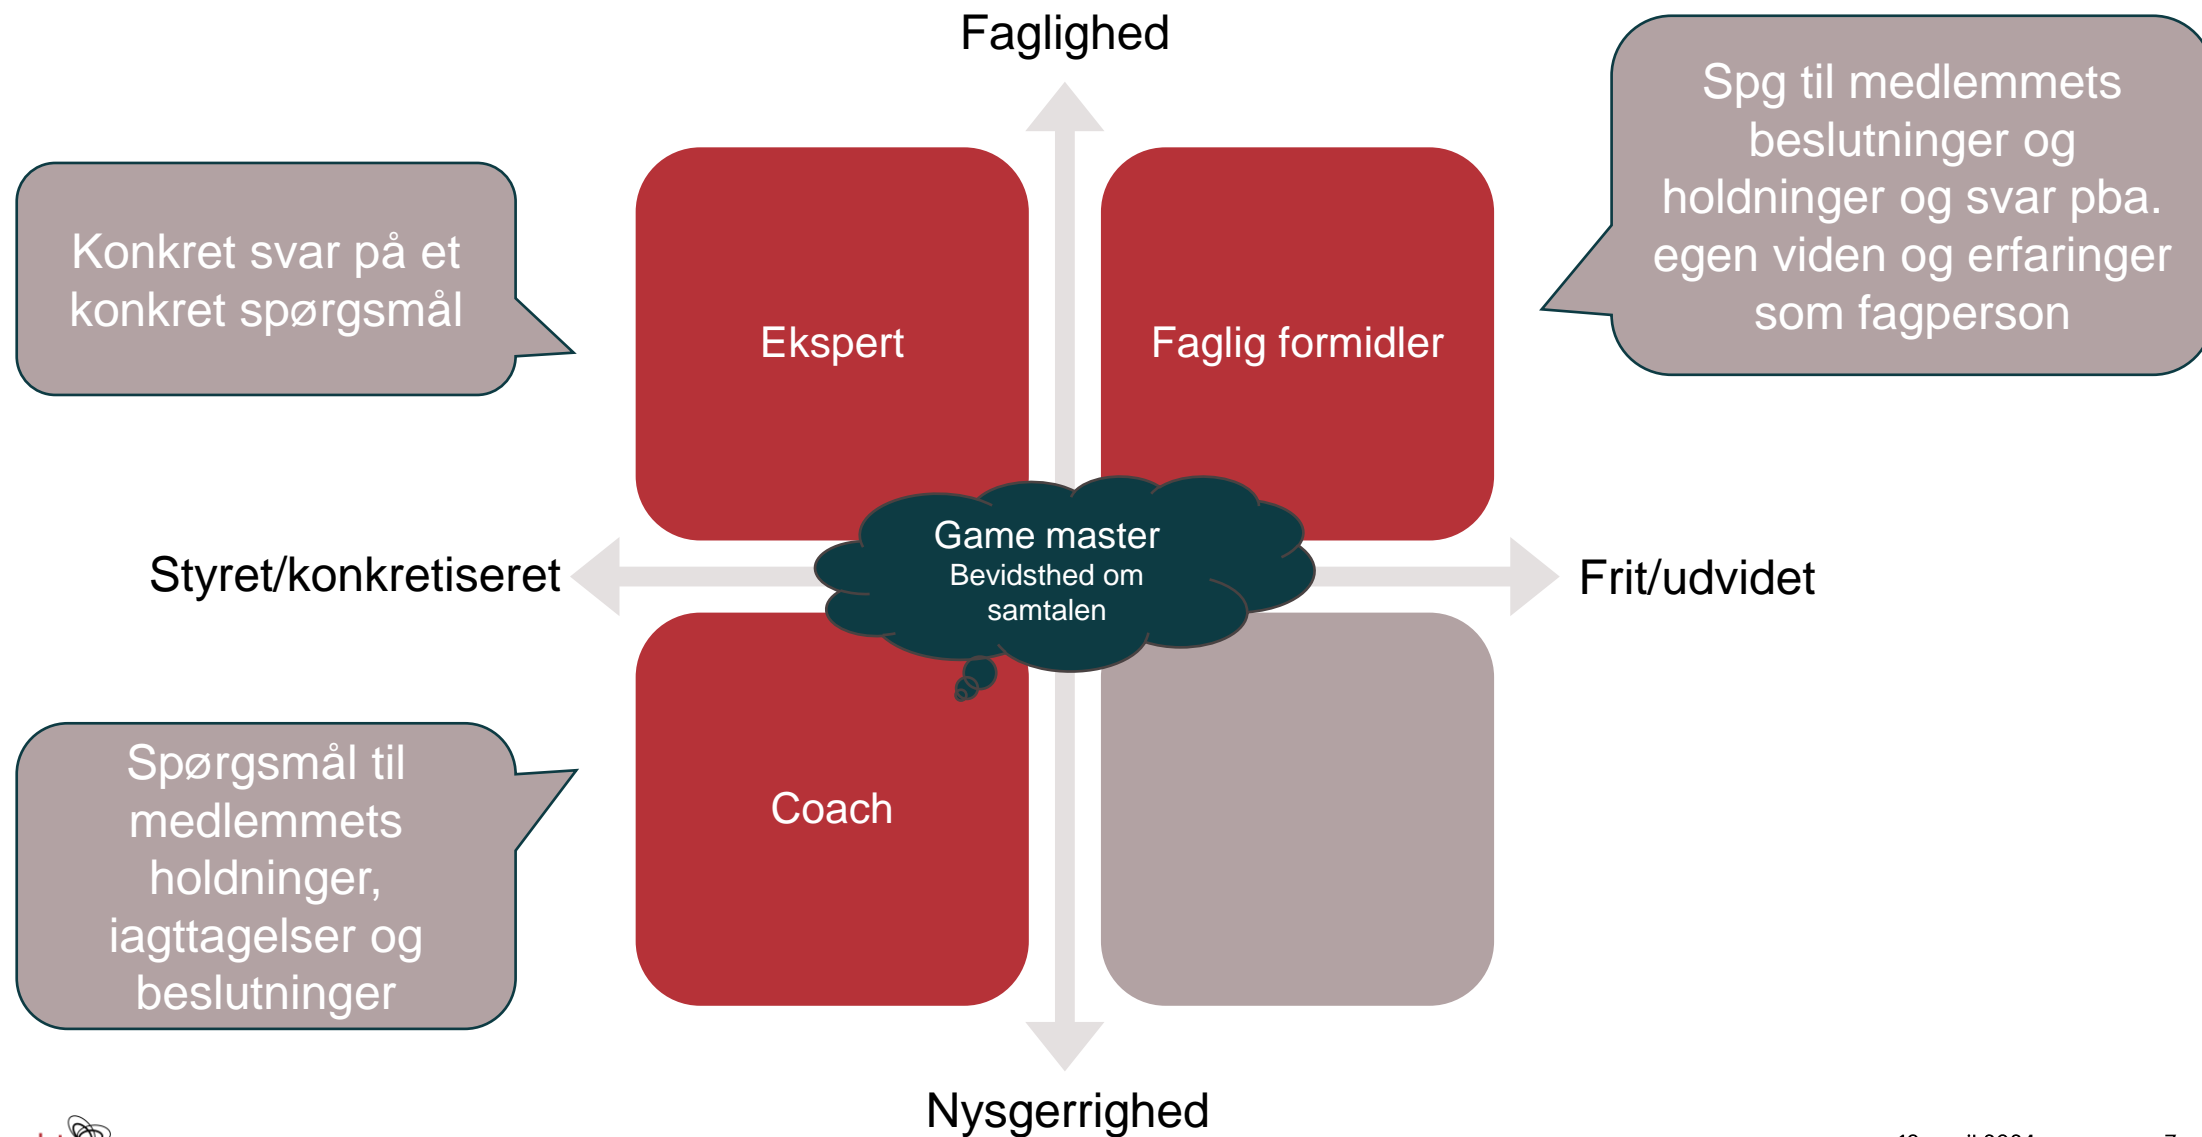 Faglighed
Konkret svar på et
konkret spørgsmål
Ekspert
Faglig formidler
Spg til medlemmets
beslutninger og
holdninger og svar pba.
egen viden og erfaringer
som fagperson
Styret/konkretiseret
Game master
Bevidsthed om
samtalen
Frit/udvidet
Spørgsmål til
medlemmets
holdninger,
iagttagelser og
beslutninger
Coach
Nysgerrighed